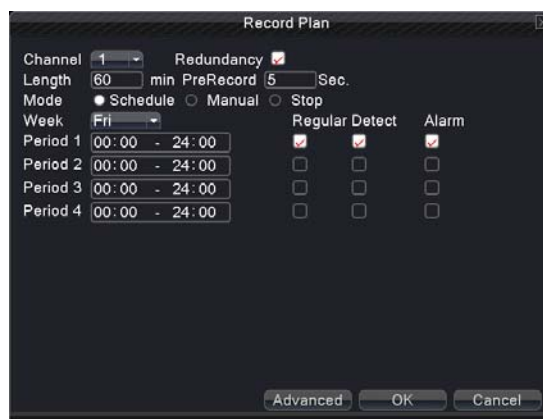 Record Plan
Channel 1 Redundancy
Length 60 min PreRecord 5 Sec.
Mode Schedule Manual Stop
Week Fri Regular Detect Alarm
Period 1 00:00 - 24:00
Period 2 00:00 - 24:00
Period 3 00:00 - 24:00
Period 4 00:00 - 24:00
Advanced OK Cancel